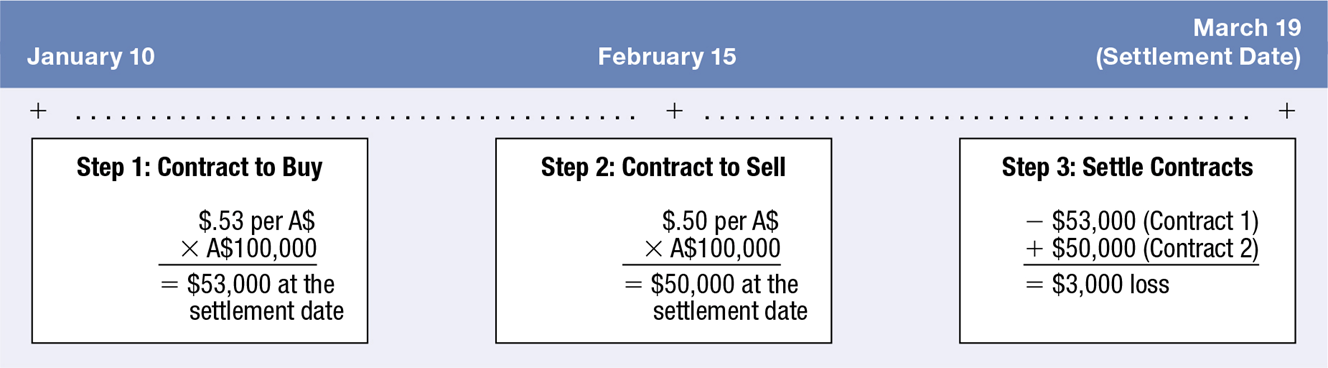 January 10
February 15
March 19
(Settlement Date)
Step 1: Contract to Buy
$.53 per A$
× A$100,000
= $53,000 at the
settlement date
Step 2: Contract to Sell
$.50 per A$
× A$100,000
= $50,000 at the
settlement date
Step 3: Settle Contracts
− $53,000 (Contract 1)
+ $50,000 (Contract 2)
= $3,000 loss